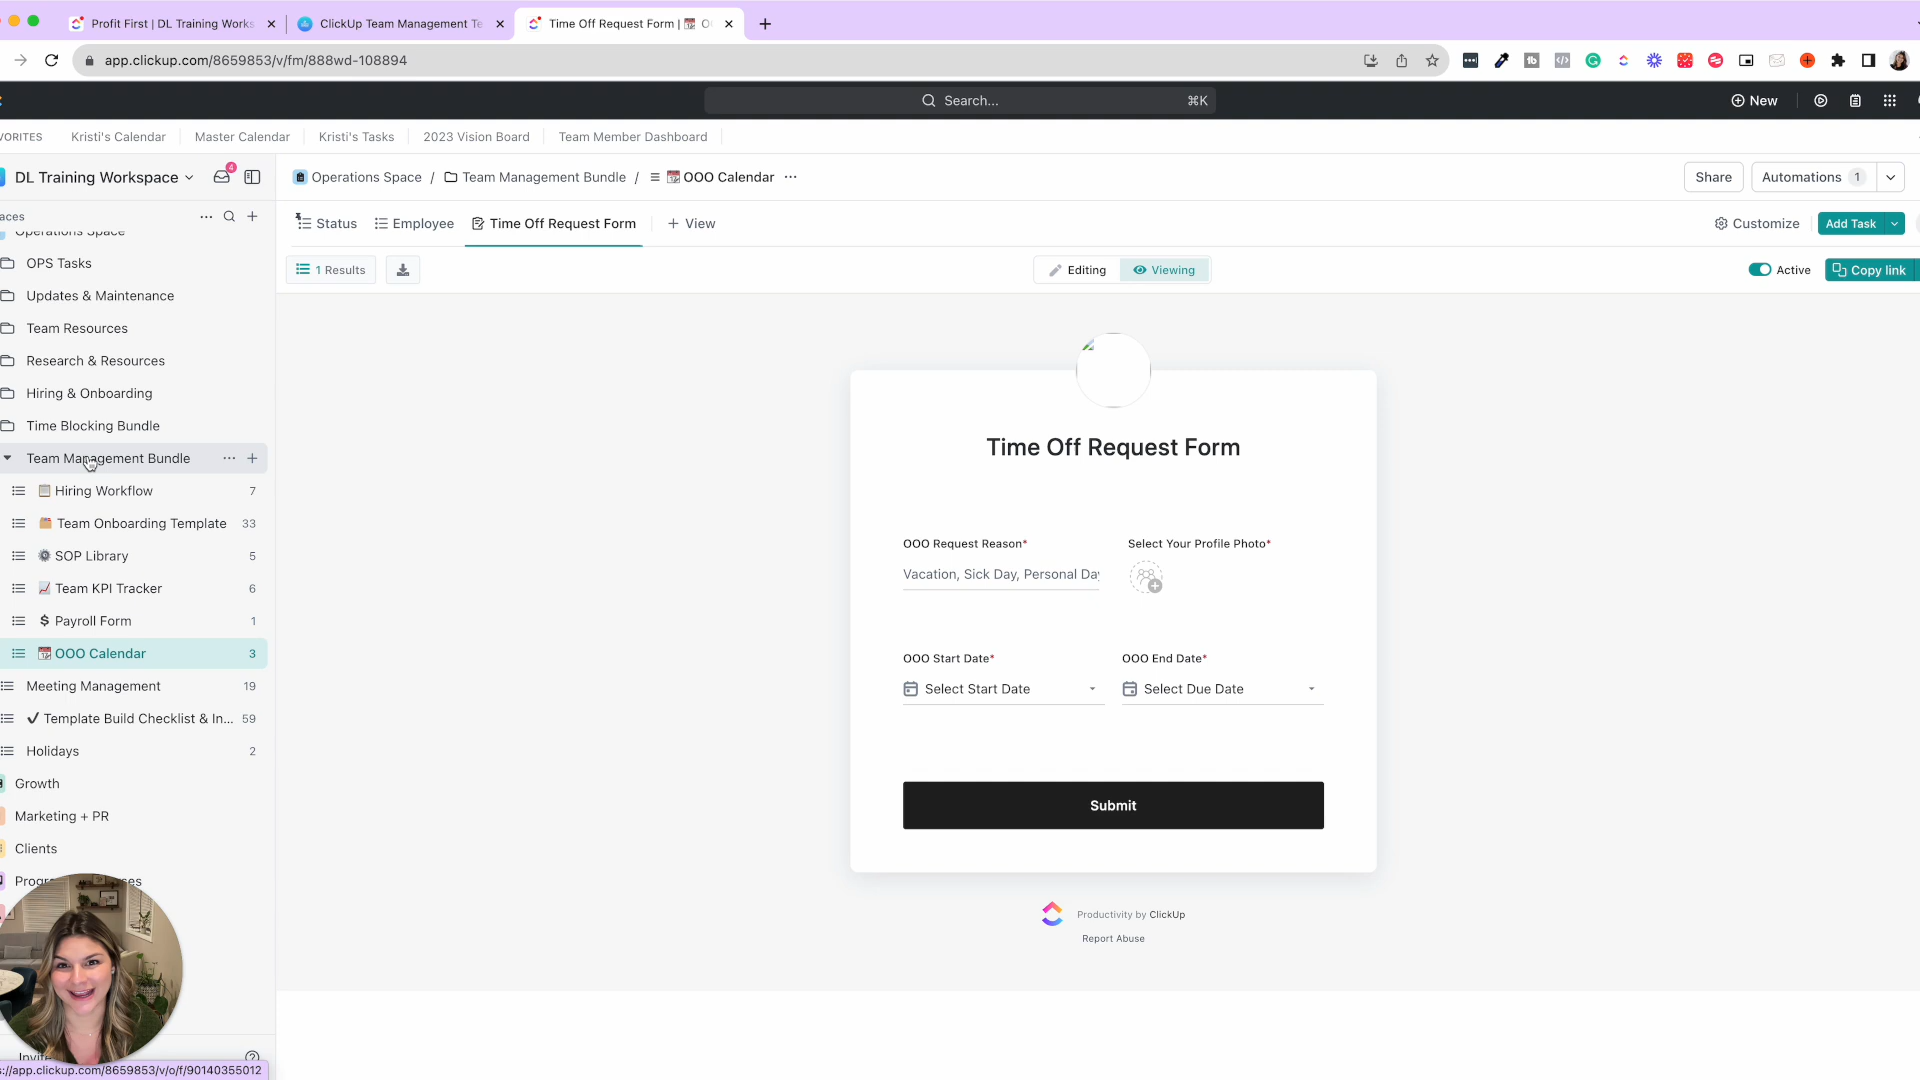 Profit First | DL Training Works
ClickUp Team Management Te
Time Off Request Form | 📆 O
app.clickup.com/8659853/v/fm/888wd-108894
Search...
⌘K
New
VORITES
Kristi's Calendar
Master Calendar
Kristi's Tasks
2023 Vision Board
Team Member Dashboard
DL Training Workspace
4
Operations Space / Team Management Bundle / 📆 OOO Calendar ···
Share
Automations 1
aces
Status
Employee
Time Off Request Form
+ View
Customize
Add Task
Operations Space
OPS Tasks
Updates & Maintenance
Team Resources
Research & Resources
Hiring & Onboarding
Time Blocking Bundle
Team Management Bundle
📋 Hiring Workflow 7
Team Onboarding Template 33
SOP Library 5
📈 Team KPI Tracker 6
$ Payroll Form 1
📆 OOO Calendar 3
Meeting Management 19
✔ Template Build Checklist & In... 59
Holidays 2
Growth
Marketing + PR
Clients
1 Results
Editing
Viewing
Active
Copy link
Time Off Request Form
OOO Request Reason*
Select Your Profile Photo*
Vacation, Sick Day, Personal Day
OOO Start Date*
OOO End Date*
Select Start Date
Select Due Date
Submit
Productivity by ClickUp
Report Abuse
Invite
s://app.clickup.com/8659853/v/o/f/90140355012